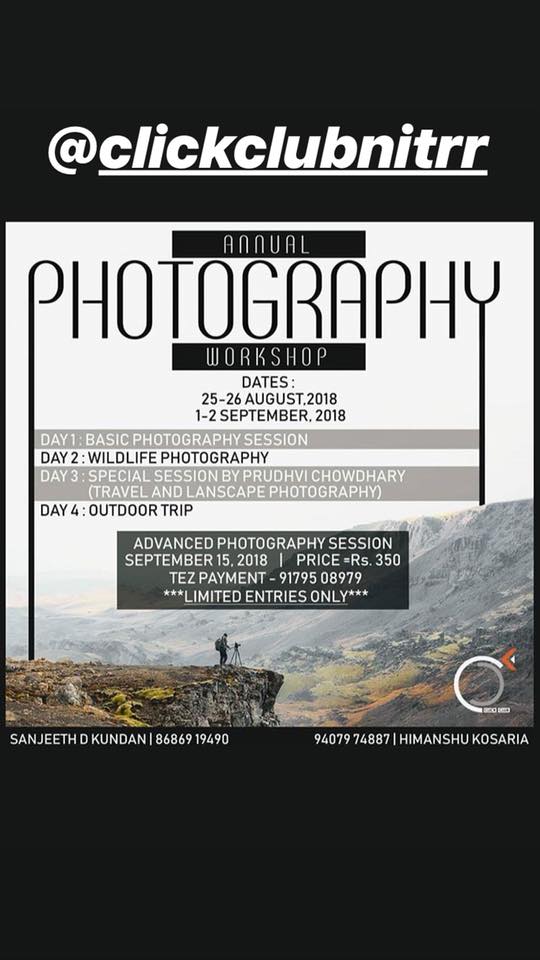 @clickclubnitrr
ANNUAL
PHOTOGRAPHY
WORKSHOP
DATES :
25-26 AUGUST,2018
1-2 SEPTEMBER, 2018
DAY 1 : BASIC PHOTOGRAPHY SESSION
DAY 2 : WILDLIFE PHOTOGRAPHY
DAY 3 : SPECIAL SESSION BY PRUDHVI CHOWDHARY
(TRAVEL AND LANSCAPE PHOTOGRAPHY)
DAY 4 : OUTDOOR TRIP
ADVANCED PHOTOGRAPHY SESSION
SEPTEMBER 15, 2018 | PRICE =Rs. 350
TEZ PAYMENT - 91795 08979
***LIMITED ENTRIES ONLY***
SANJEETH D KUNDAN | 86869 19490
94079 74887 | HIMANSHU KOSARIA